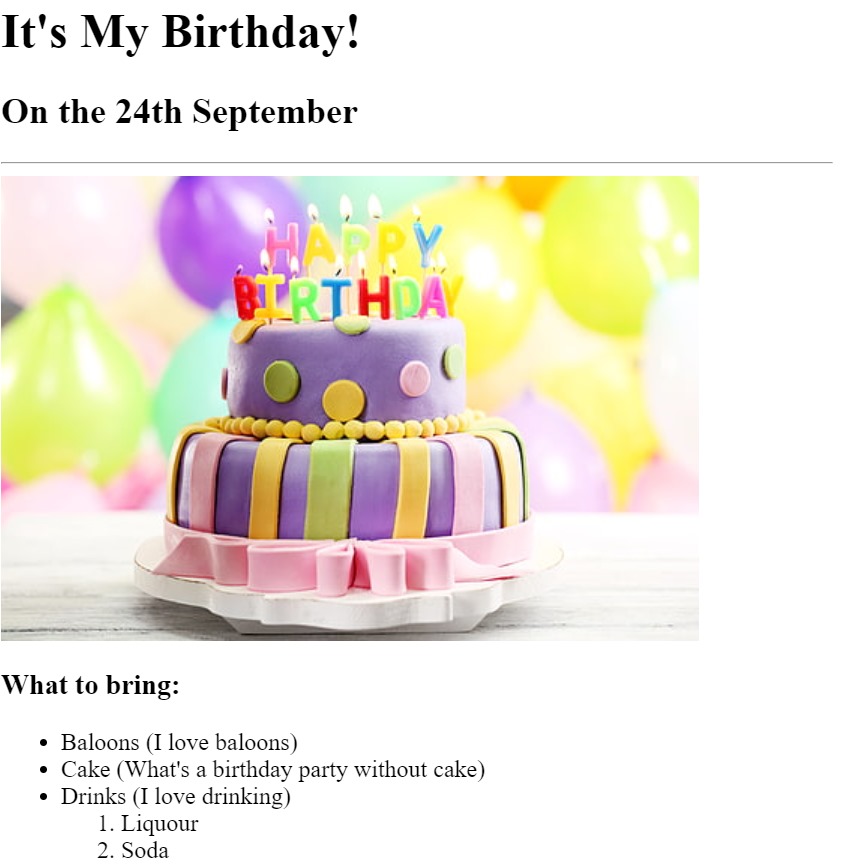 It's My Birthday!
On the 24th September
HAPPY
BIRTHDAY
What to bring:
• Baloons (I love baloons)
• Cake (What's a birthday party without cake)
• Drinks (I love drinking)
1. Liquour
2. Soda